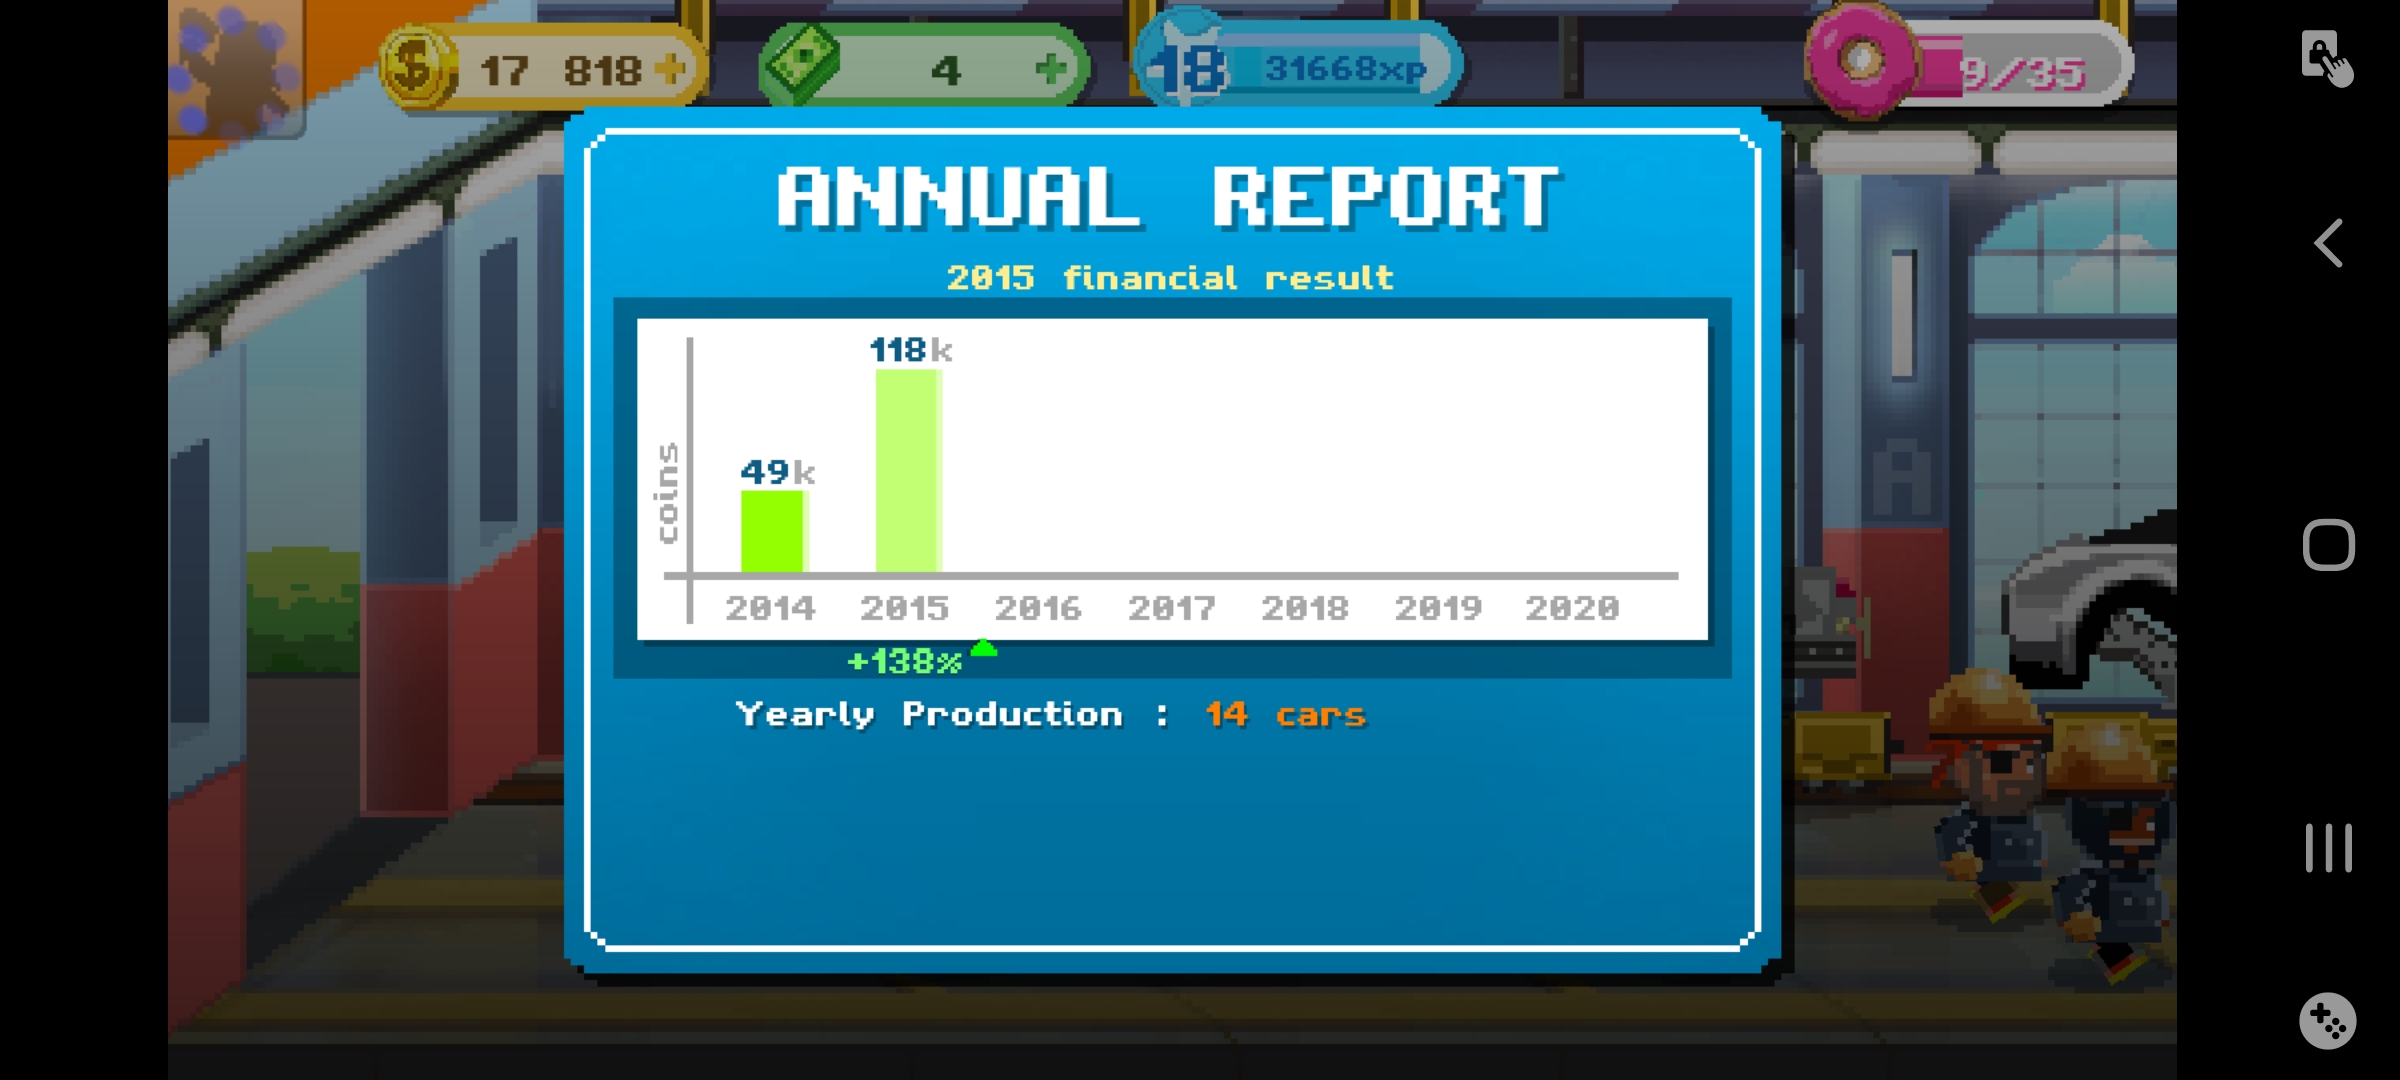 17 818 +
4 +
18 31668xp
9/35
ANNUAL REPORT
2015 financial result
118k
49k
coins
2014 2015 2016 2017 2018 2019 2020
+138%
Yearly Production : 14 cars
A